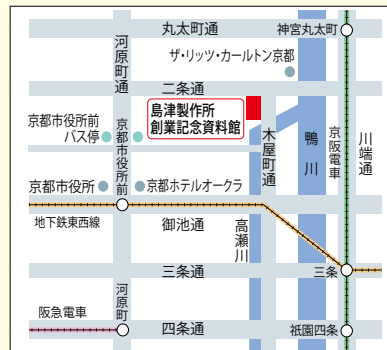 丸太町通
神宮丸太町
河原町通
ザ・リッツ・カールトン京都
二条通
島津製作所
創業記念資料館
京都市役所前
バス停
京都市役所前
木屋町通
鴨川
京阪電車
川端通
京都市役所
京都ホテルオークラ
地下鉄東西線
御池通
高瀬川
三条通
三条
河原町
阪急電車
四条通
祇園四条